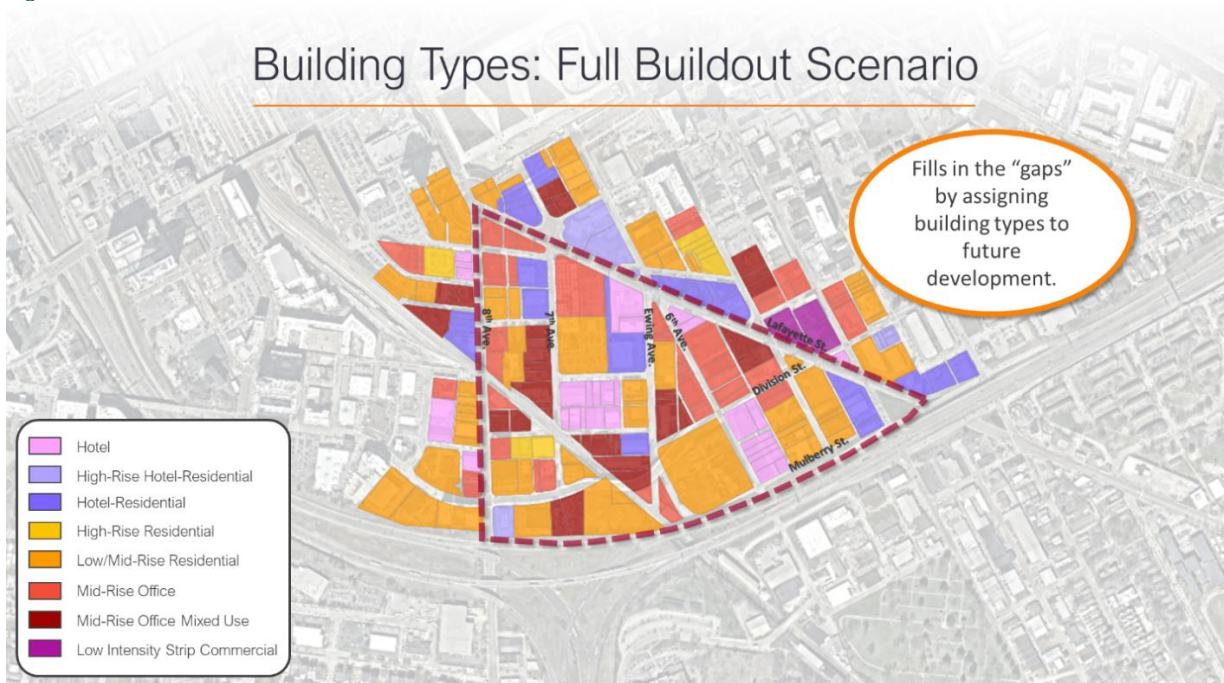 Building Types: Full Buildout Scenario
Fills in the “gaps”
by assigning
building types to
future
development.
8th Ave.
7th Ave.
Ewing Ave.
6th Ave.
Lafayette St.
Division St.
Mulberry St.
Hotel
High-Rise Hotel-Residential
Hotel-Residential
High-Rise Residential
Low/Mid-Rise Residential
Mid-Rise Office
Mid-Rise Office Mixed Use
Low Intensity Strip Commercial